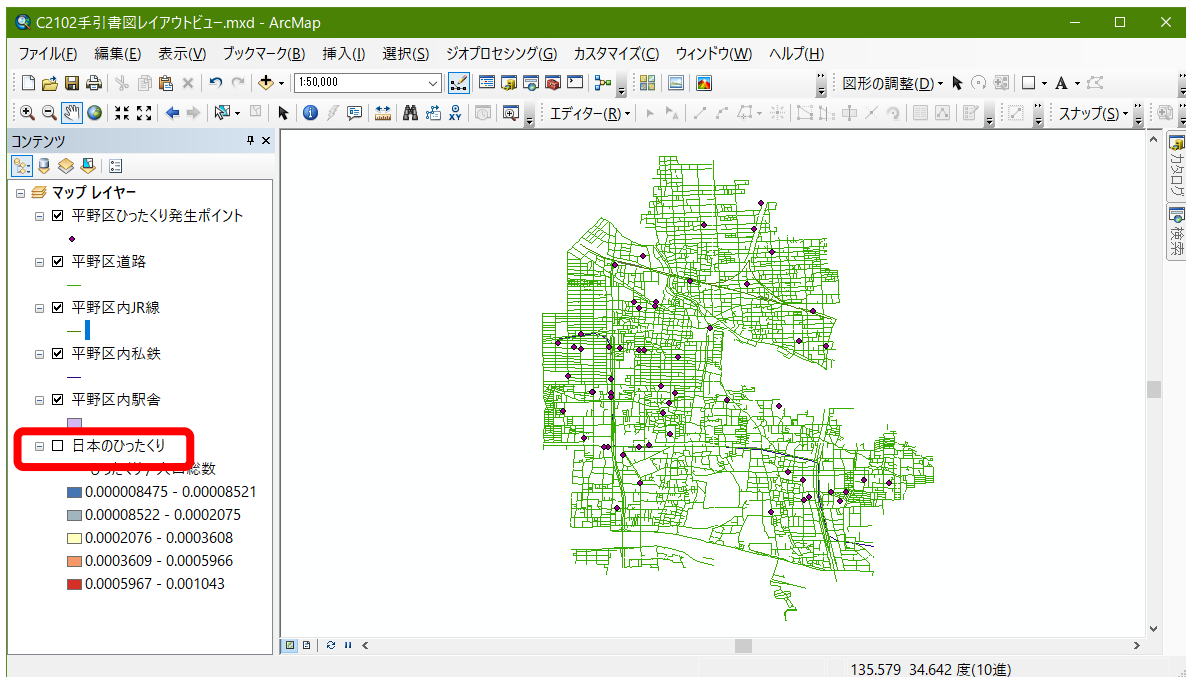 C2102手引書図レイアウトビュー.mxd - ArcMap
ファイル(F) 編集(E) 表示(V) ブックマーク(B) 挿入(I) 選択(S) ジオプロセシング(G) カスタマイズ(C) ウィンドウ(W) ヘルプ(H)
1:50,000 図形の調整(D)
エディター(R) スナップ(S)
コンテンツ
マップ レイヤー
平野区ひったくり発生ポイント
平野区道路
平野区内JR線
平野区内私鉄
平野区内駅舎
日本のひったくり
ひったくり / 人口総数
0.000008475 - 0.00008521
0.00008522 - 0.0002075
0.0002076 - 0.0003608
0.0003609 - 0.0005966
0.0005967 - 0.001043
カタログ
検索
135.579 34.642 度(10進)